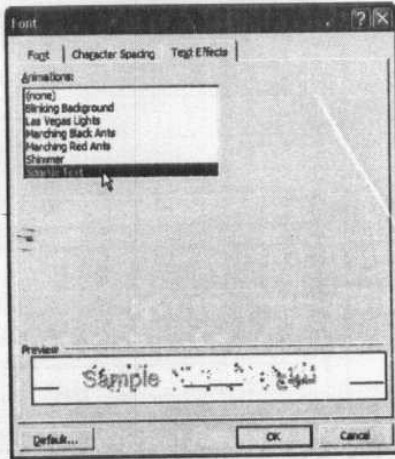 Font
Font Character Spacing Text Effects
Animations:
(none)
Blinking Background
Las Vegas Lights
Marching Black Ants
Marching Red Ants
Shimmer
Sparkle Text
Preview
Sample
Default... OK Cancel